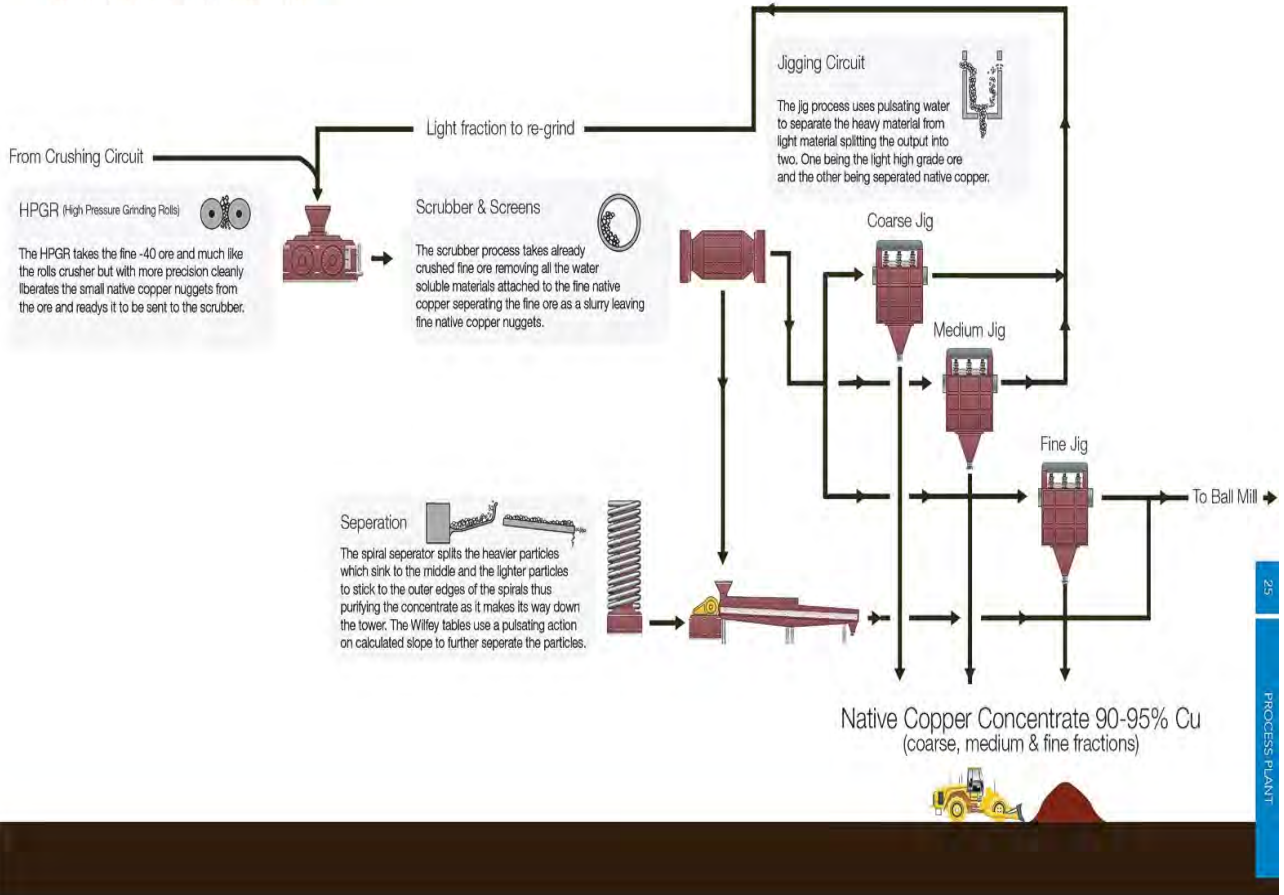 Jigging Circuit
The jig process uses pulsating water
to separate the heavy material from
light material splitting the output into
two. One being the light high grade ore
and the other being seperated native copper.
Light fraction to re-grind
From Crushing Circuit
HPGR (High Pressure Grinding Rolls)
The HPGR takes the fine -40 ore and much like
the rolls crusher but with more precision cleanly
liberates the small native copper nuggets from
the ore and readys it to be sent to the scrubber.
Scrubber & Screens
The scrubber process takes already
crushed fine ore removing all the water
soluble materials attached to the fine native
copper seperating the fine ore as a slurry leaving
fine native copper nuggets.
Coarse Jig
Medium Jig
Fine Jig
To Ball Mill
Seperation
The spiral seperator splits the heavier particles
which sink to the middle and the lighter particles
to stick to the outer edges of the spirals thus
purifying the concentrate as it makes its way down
the tower. The Wilfey tables use a pulsating action
on calculated slope to further seperate the particles.
Native Copper Concentrate 90-95% Cu
(coarse, medium & fine fractions)
25
PROCESS PLANT